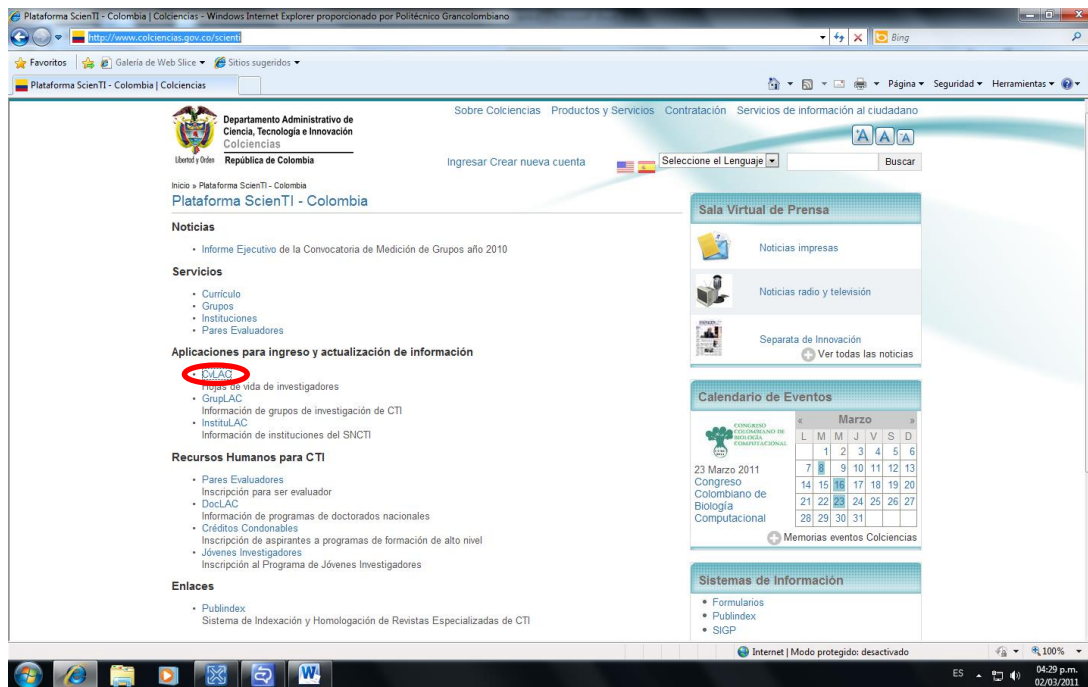 Plataforma ScienTI - Colombia | Colciencias - Windows Internet Explorer proporcionado por Politécnico Grancolombiano
http://www.colciencias.gov.co/scienti
Bing
Favoritos
Galería de Web Slice
Sitios sugeridos
Plataforma ScienTI - Colombia | Colciencias
Página
Seguridad
Herramientas
Departamento Administrativo de
Ciencia, Tecnología e Innovación
Colciencias
Libertad y Orden
República de Colombia
Sobre Colciencias Productos y Servicios Contratación Servicios de información al ciudadano
+A A -A
Ingresar Crear nueva cuenta
Seleccione el Lenguaje
Buscar
Inicio » Plataforma ScienTI - Colombia
Plataforma ScienTI - Colombia
Noticias
• Informe Ejecutivo de la Convocatoria de Medición de Grupos año 2010
Servicios
• Currículo
• Grupos
• Instituciones
• Pares Evaluadores
Aplicaciones para ingreso y actualización de información
• CvLAC
Hojas de vida de investigadores
• GrupLAC
Información de grupos de investigación de CTI
• InstituLAC
Información de instituciones del SNCTI
Recursos Humanos para CTI
• Pares Evaluadores
Inscripción para ser evaluador
• DocLAC
Información de programas de doctorados nacionales
• Créditos Condonables
Inscripción de aspirantes a programas de formación de alto nivel
• Jóvenes Investigadores
Inscripción al Programa de Jóvenes Investigadores
Enlaces
• Publindex
Sistema de Indexación y Homologación de Revistas Especializadas de CTI
Sala Virtual de Prensa
Noticias impresas
Noticias radio y televisión
Separata de Innovación
Ver todas las noticias
Calendario de Eventos
CONGRESO
COLOMBIANO DE
BIOLOGÍA
COMPUTACIONAL
23 Marzo 2011
Congreso
Colombiano de
Biología
Computacional
« Marzo »
L M M J V S D
1 2 3 4 5 6
7 8 9 10 11 12 13
14 15 16 17 18 19 20
21 22 23 24 25 26 27
28 29 30 31
Memorias eventos Colciencias
Sistemas de Información
• Formularios
• Publindex
• SIGP
Internet | Modo protegido: desactivado
100%
ES
04:29 p.m.
02/03/2011